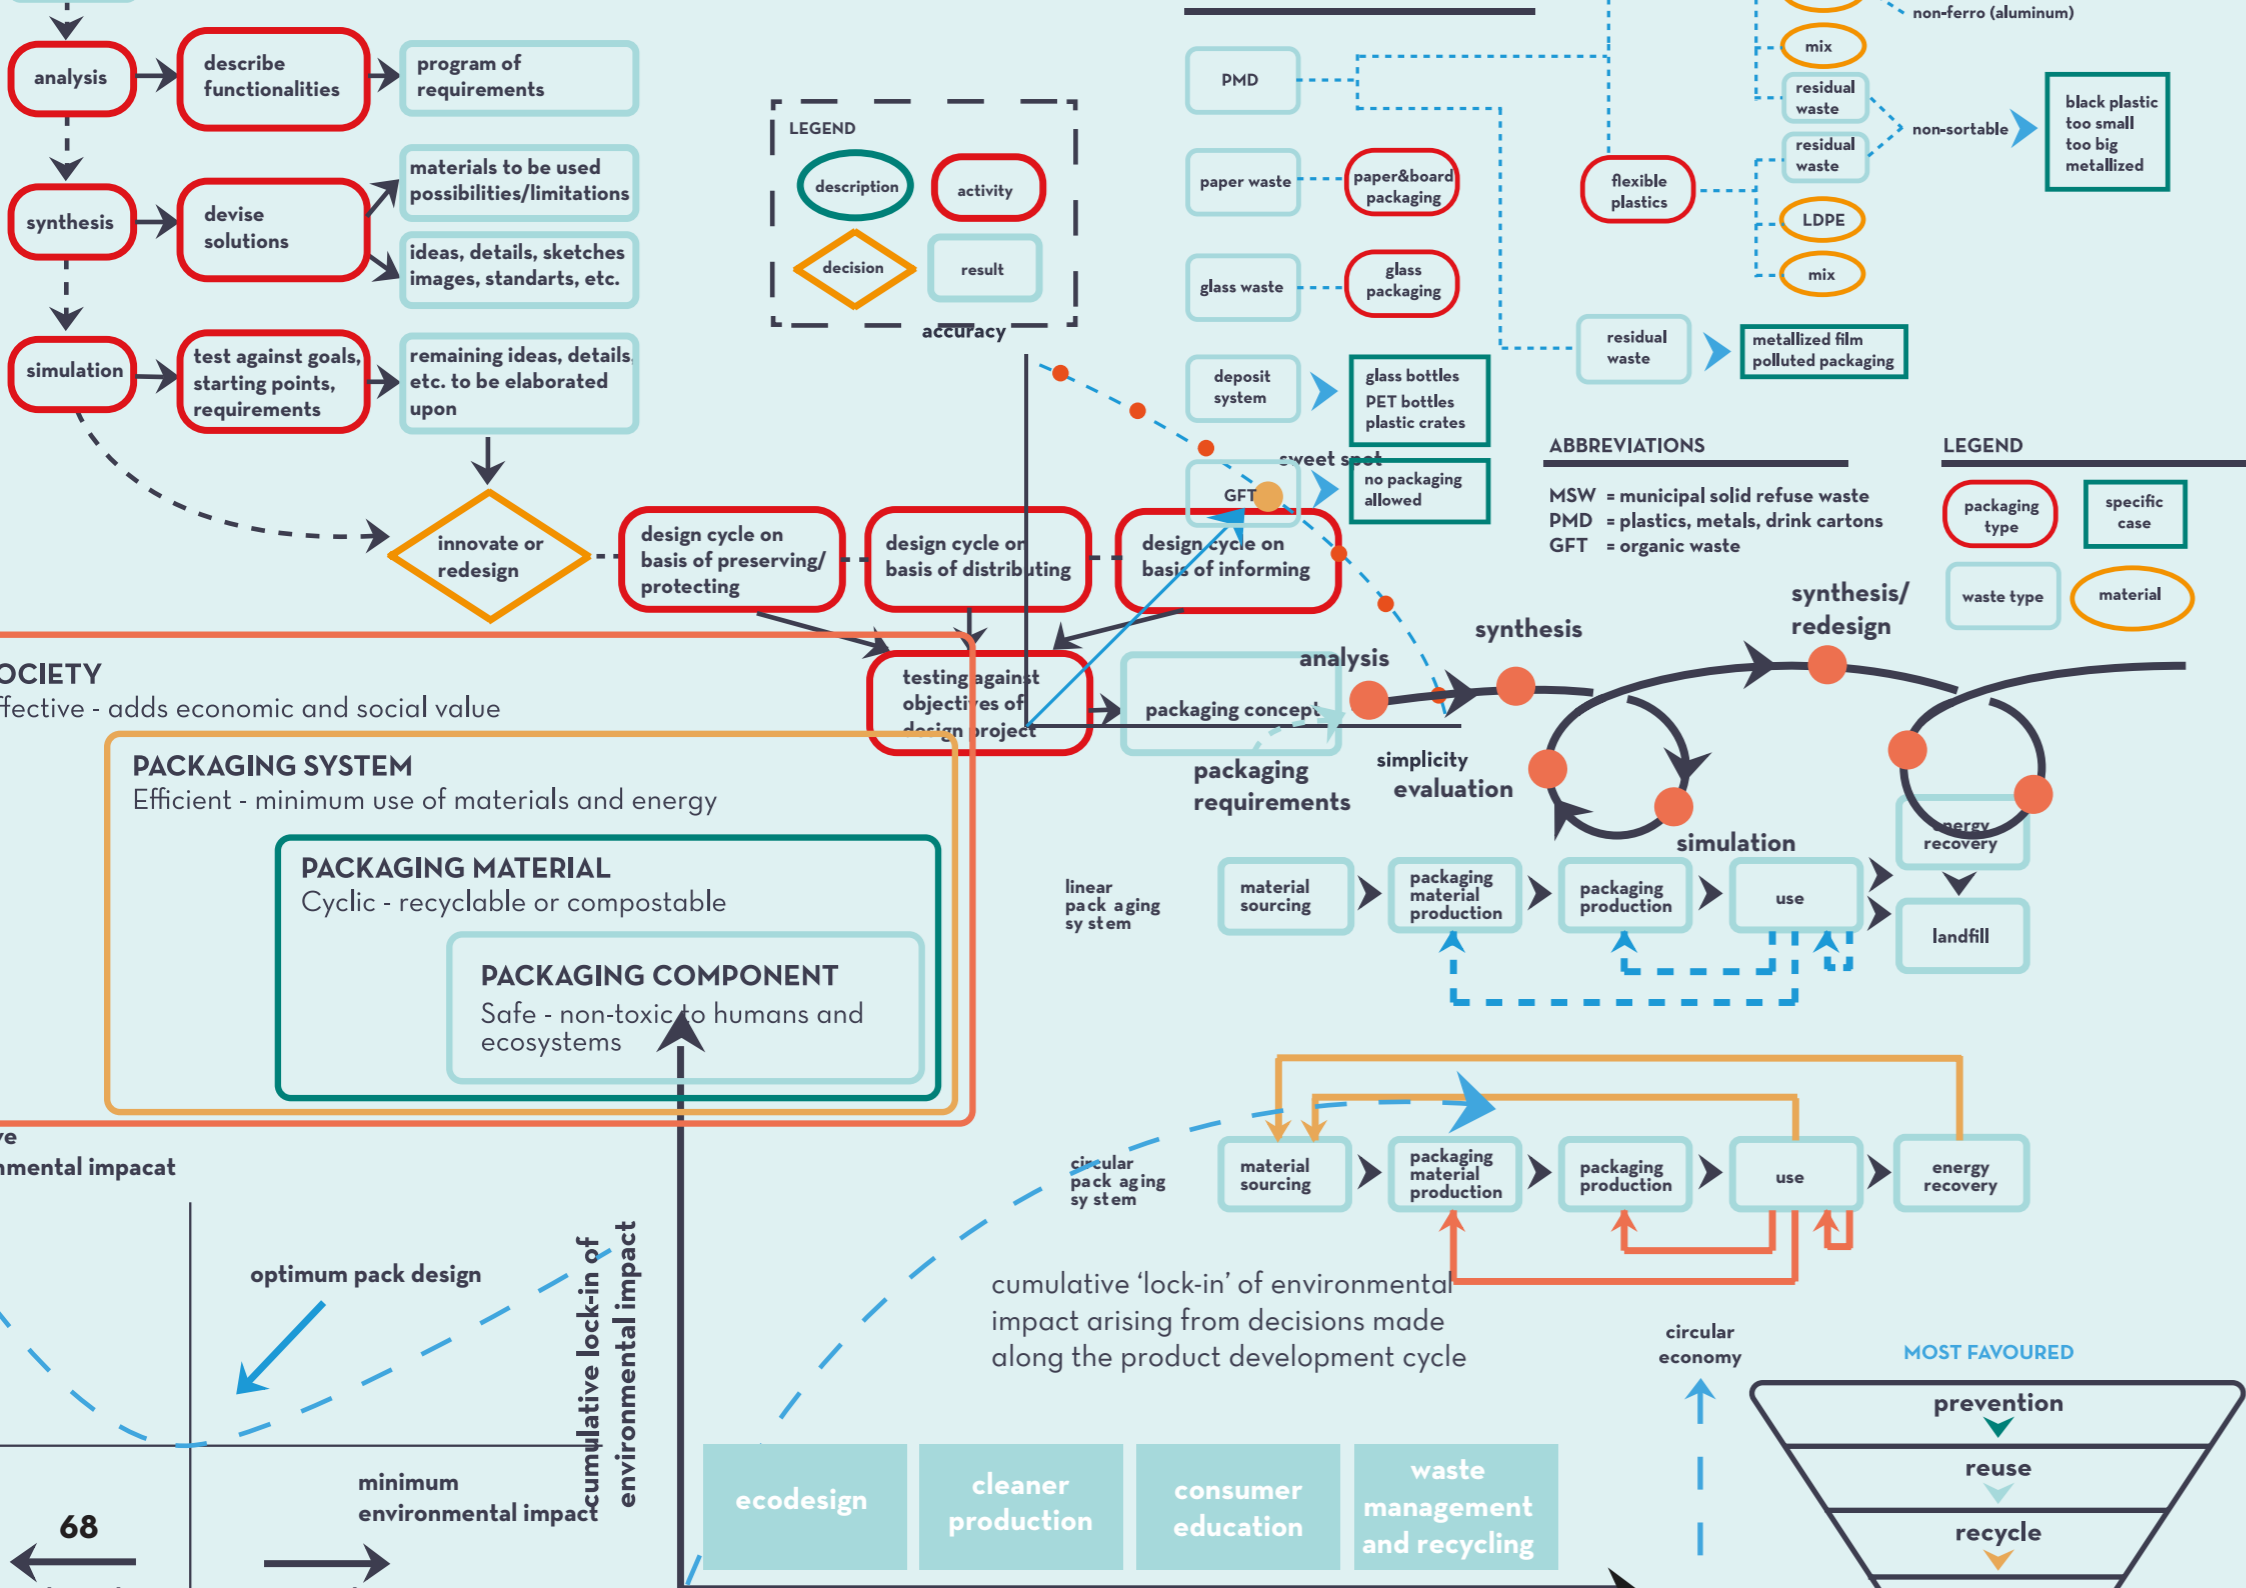 analysis
describe
functionalities
program of
requirements
synthesis
devise
solutions
materials to be used
possibilities/limitations
ideas, details, sketches
images, standarts, etc.
simulation
test against goals,
starting points,
requirements
remaining ideas, details,
etc. to be elaborated
upon
innovate or
redesign
design cycle on
basis of preserving/
protecting
design cycle on
basis of distributing
design cycle on
basis of informing
testing against
objectives of
design project
packaging concept
LEGEND
description
activity
decision
result
accuracy
sweet spot
simplicity
PMD
paper waste
paper&board
packaging
glass waste
glass
packaging
deposit
system
glass bottles
PET bottles
plastic crates
GFT
no packaging
allowed
non-ferro (aluminum)
mix
residual
waste
residual
waste
non-sortable
black plastic
too small
too big
metallized
flexible
plastics
LDPE
mix
residual
waste
metallized film
polluted packaging
ABBREVIATIONS
MSW = municipal solid refuse waste
PMD = plastics, metals, drink cartons
GFT = organic waste
LEGEND
packaging
type
specific
case
waste type
material
analysis
synthesis
synthesis/
redesign
packaging
requirements
evaluation
simulation
OCIETY
ffective - adds economic and social value
PACKAGING SYSTEM
Efficient - minimum use of materials and energy
PACKAGING MATERIAL
Cyclic - recyclable or compostable
PACKAGING COMPONENT
Safe - non-toxic to humans and
ecosystems
linear
pack aging
sy stem
material
sourcing
packaging
material
production
packaging
production
use
energy
recovery
landfill
circular
pack aging
sy stem
material
sourcing
packaging
material
production
packaging
production
use
energy
recovery
ve
nmental impacat
optimum pack design
minimum
environmental impact
68
cumulative lock-in of
environmental impact
cumulative ‘lock-in’ of environmental
impact arising from decisions made
along the product development cycle
ecodesign
cleaner
production
consumer
education
waste
management
and recycling
circular
economy
MOST FAVOURED
prevention
reuse
recycle